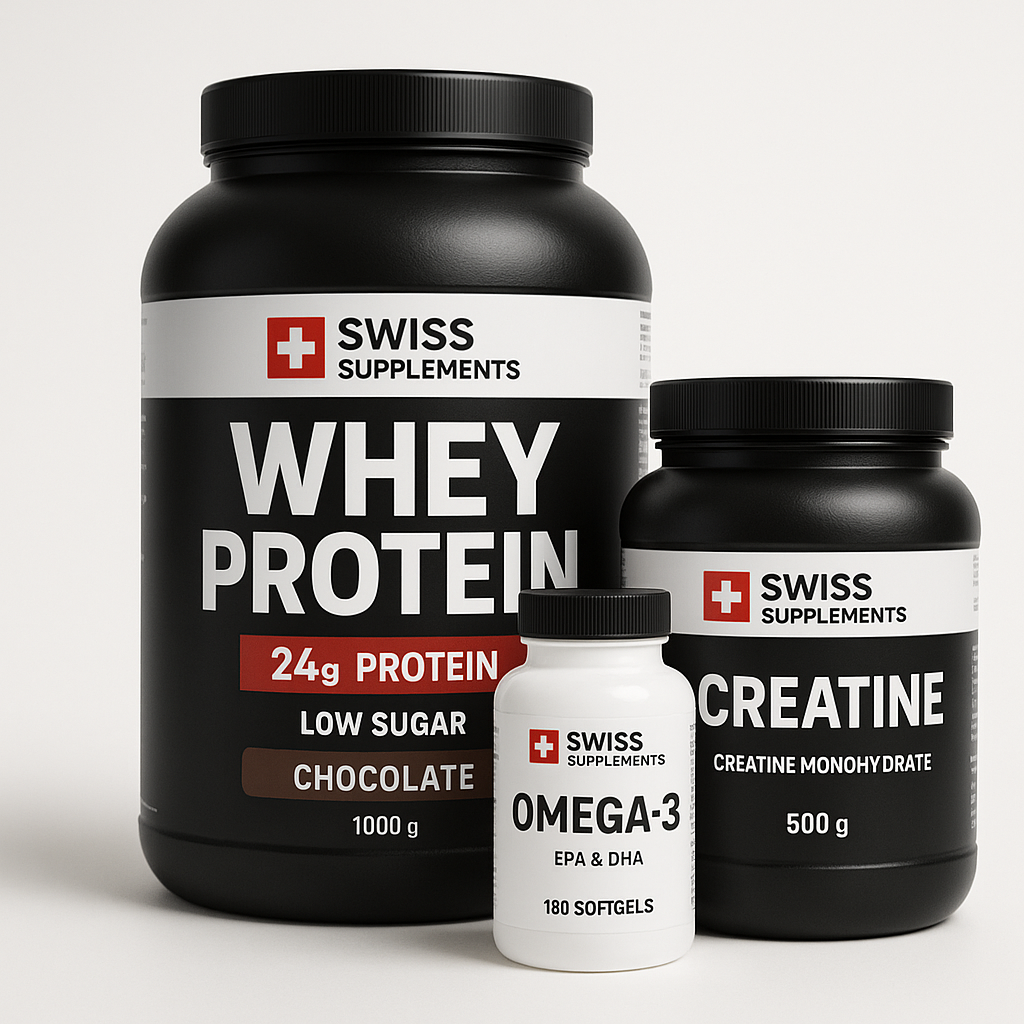 SWISS
SUPPLEMENTS
WHEY
PROTEIN
24g PROTEIN
LOW SUGAR
CHOCOLATE
1000 g
SWISS
SUPPLEMENTS
OMEGA-3
EPA & DHA
180 SOFTGELS
SWISS
SUPPLEMENTS
CREATINE
CREATINE MONOHYDRATE
500 g